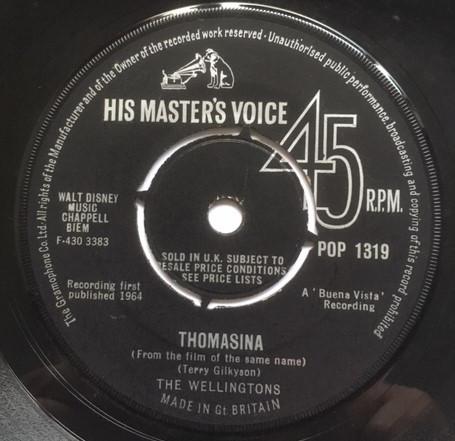 The Gramophone Co. Ltd. All rights of the Manufacturer and of the Owner of the recorded work reserved · Unauthorised public performance, broadcasting and copying of this record prohibited
HIS MASTER'S VOICE
45
R.P.M.
WALT DISNEY
MUSIC
CHAPPELL
BIEM
F-430 3383
POP 1319
SOLD IN U.K. SUBJECT TO
RESALE PRICE CONDITIONS
SEE PRICE LISTS
Recording first
published 1964
A 'Buena Vista'
Recording
THOMASINA
(From the film of the same name)
(Terry Gilkyson)
THE WELLINGTONS
MADE IN Gt BRITAIN